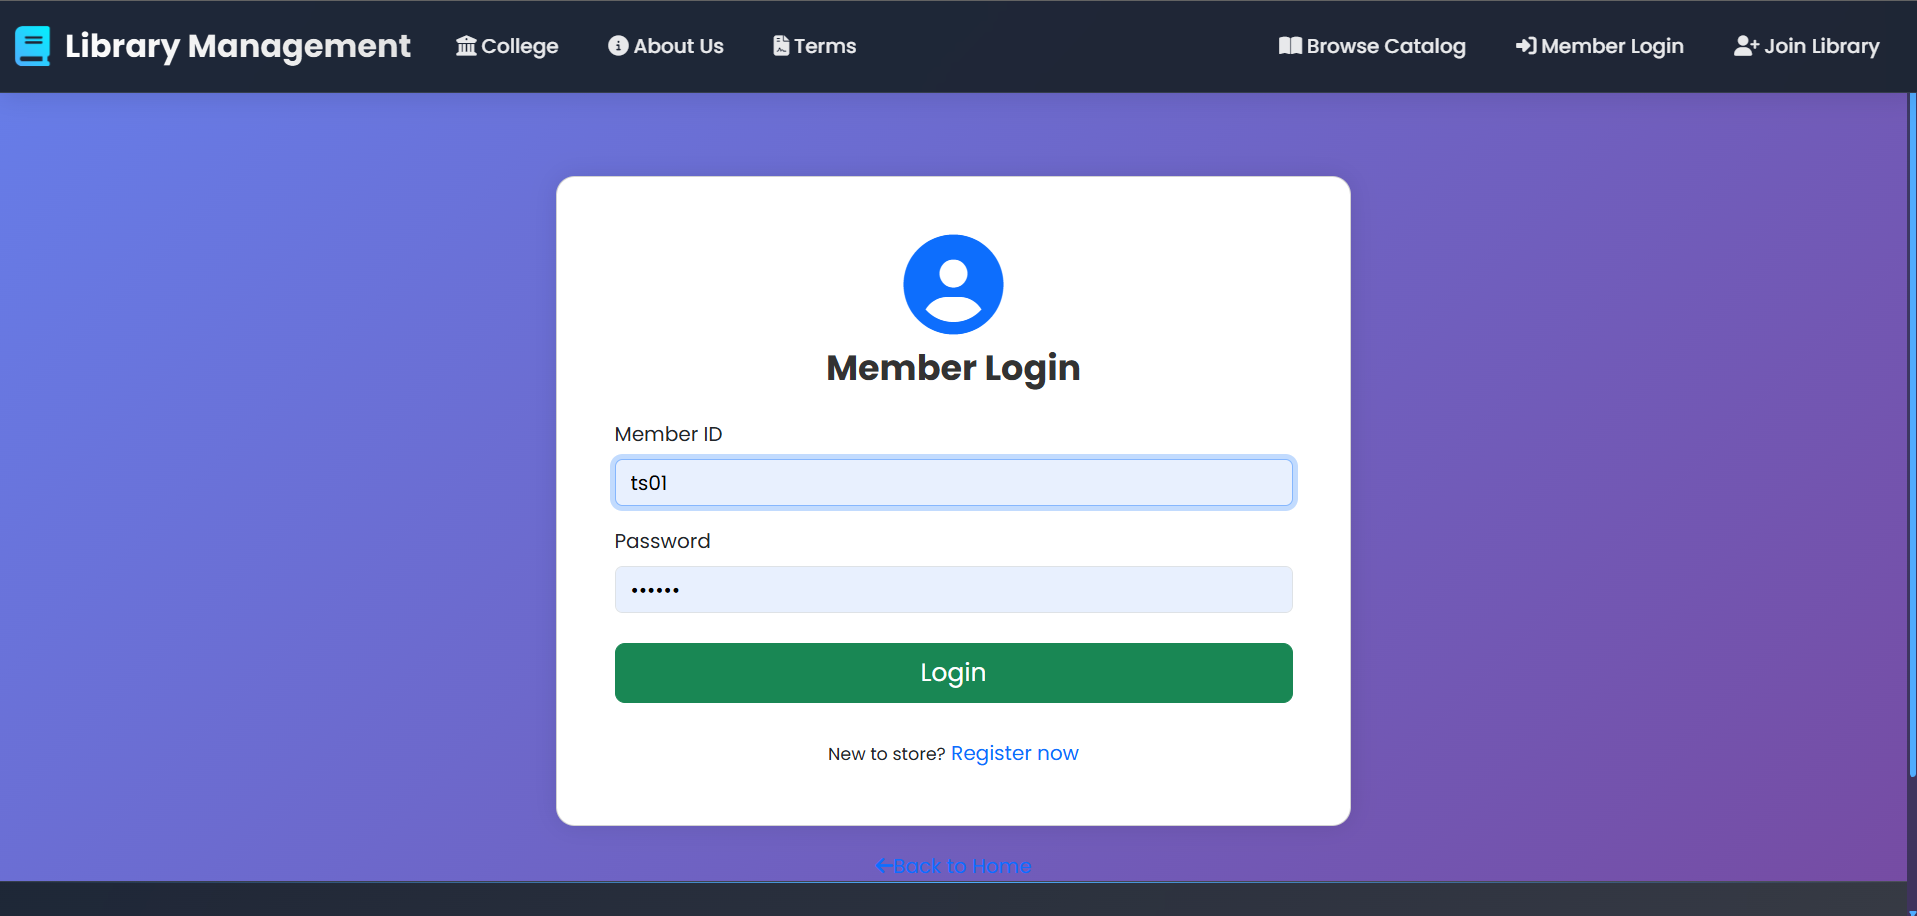 Library Management College About Us Terms Browse Catalog Member Login Join Library
Member Login
Member ID
ts01
Password
••••••
Login
New to store? Register now
Back to Home